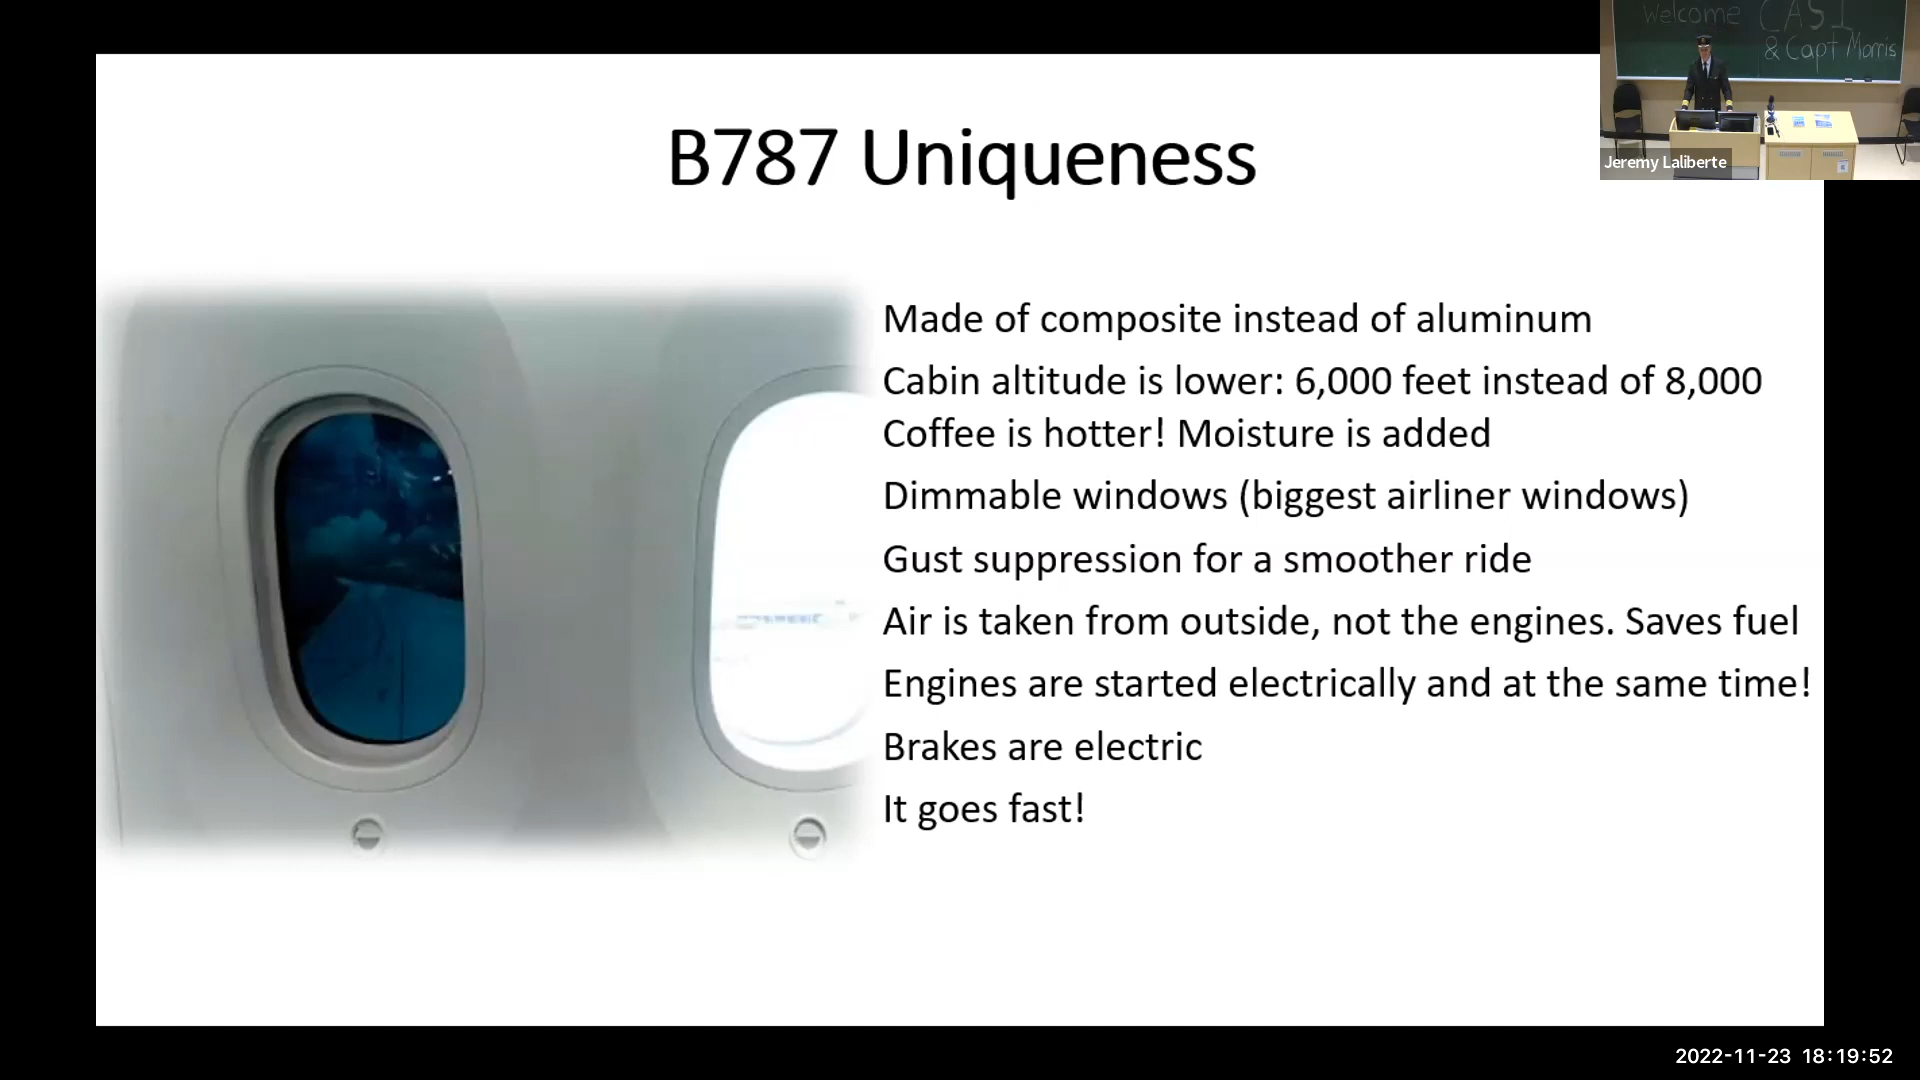 Welcome CASI
& Capt Morris
Jeremy Laliberte
B787 Uniqueness
Made of composite instead of aluminum
Cabin altitude is lower: 6,000 feet instead of 8,000
Coffee is hotter! Moisture is added
Dimmable windows (biggest airliner windows)
Gust suppression for a smoother ride
Air is taken from outside, not the engines. Saves fuel
Engines are started electrically and at the same time!
Brakes are electric
It goes fast!
2022-11-23 18:19:52